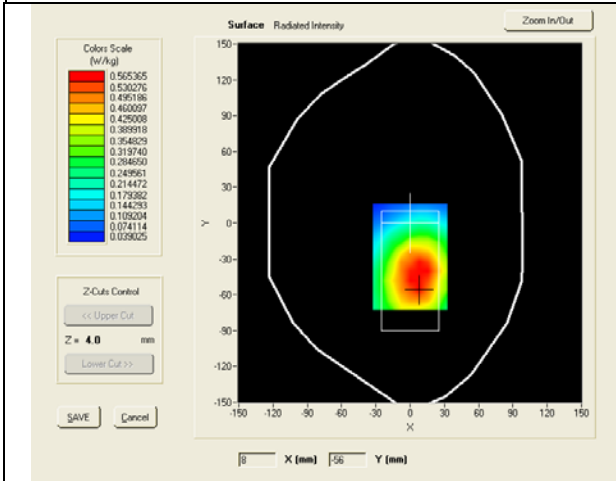 Surface Radiated Intensity
Zoom In/Out
Colors Scale
(W/kg)
0.565365
0.530276
0.495186
0.460097
0.425008
0.389918
0.354829
0.319740
0.284650
0.249561
0.214472
0.179382
0.144293
0.109204
0.074114
0.039025
Z-Cuts Control
<< Upper Cut
Z = 4.0 mm
Lower Cut >>
SAVE Cancel
150-
120-
90-
60-
30-
0-
-30-
-60-
-90-
-120-
-150-
Y
-150 -120 -90 -60 -30 0 30 60 90 120 150
X
8 X (mm) -56 Y (mm)